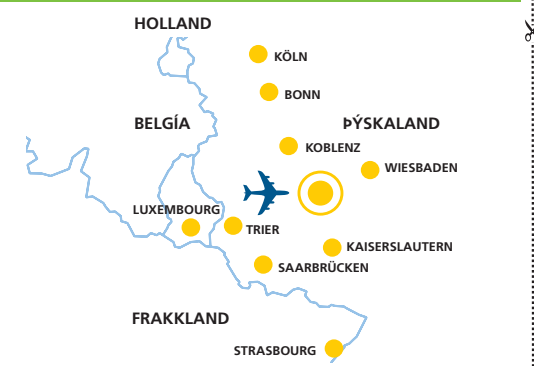 HOLLAND
KÖLN
BONN
BELGÍA
ÞÝSKALAND
KOBLENZ
WIESBADEN
LUXEMBOURG
TRIER
KAISERSLAUTERN
SAARBRÜCKEN
FRAKKLAND
STRASBOURG